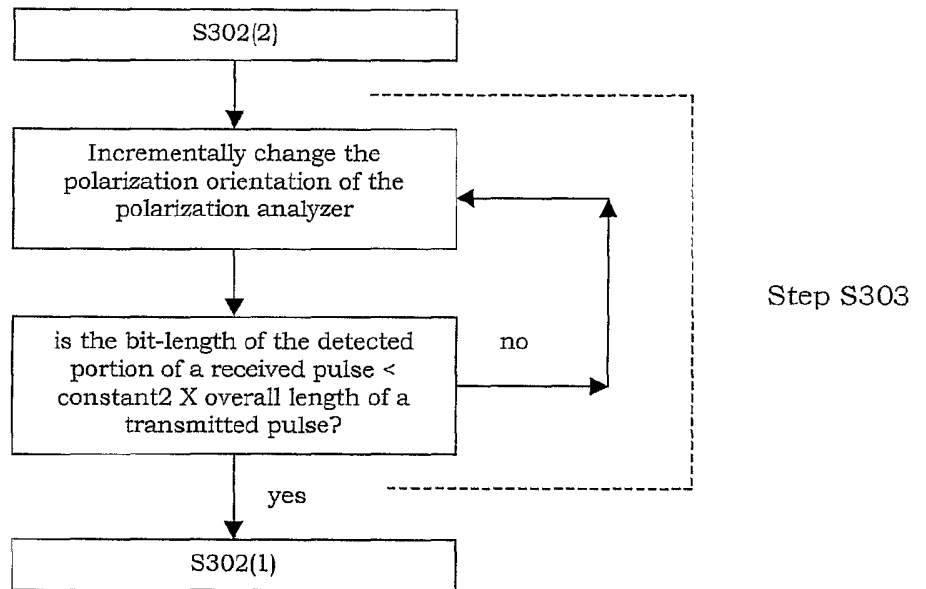 S302(2)
Incrementally change the
polarization orientation of the
polarization analyzer
Step S303
is the bit-length of the detected
portion of a received pulse <
constant2 X overall length of a
transmitted pulse?
no
yes
S302(1)